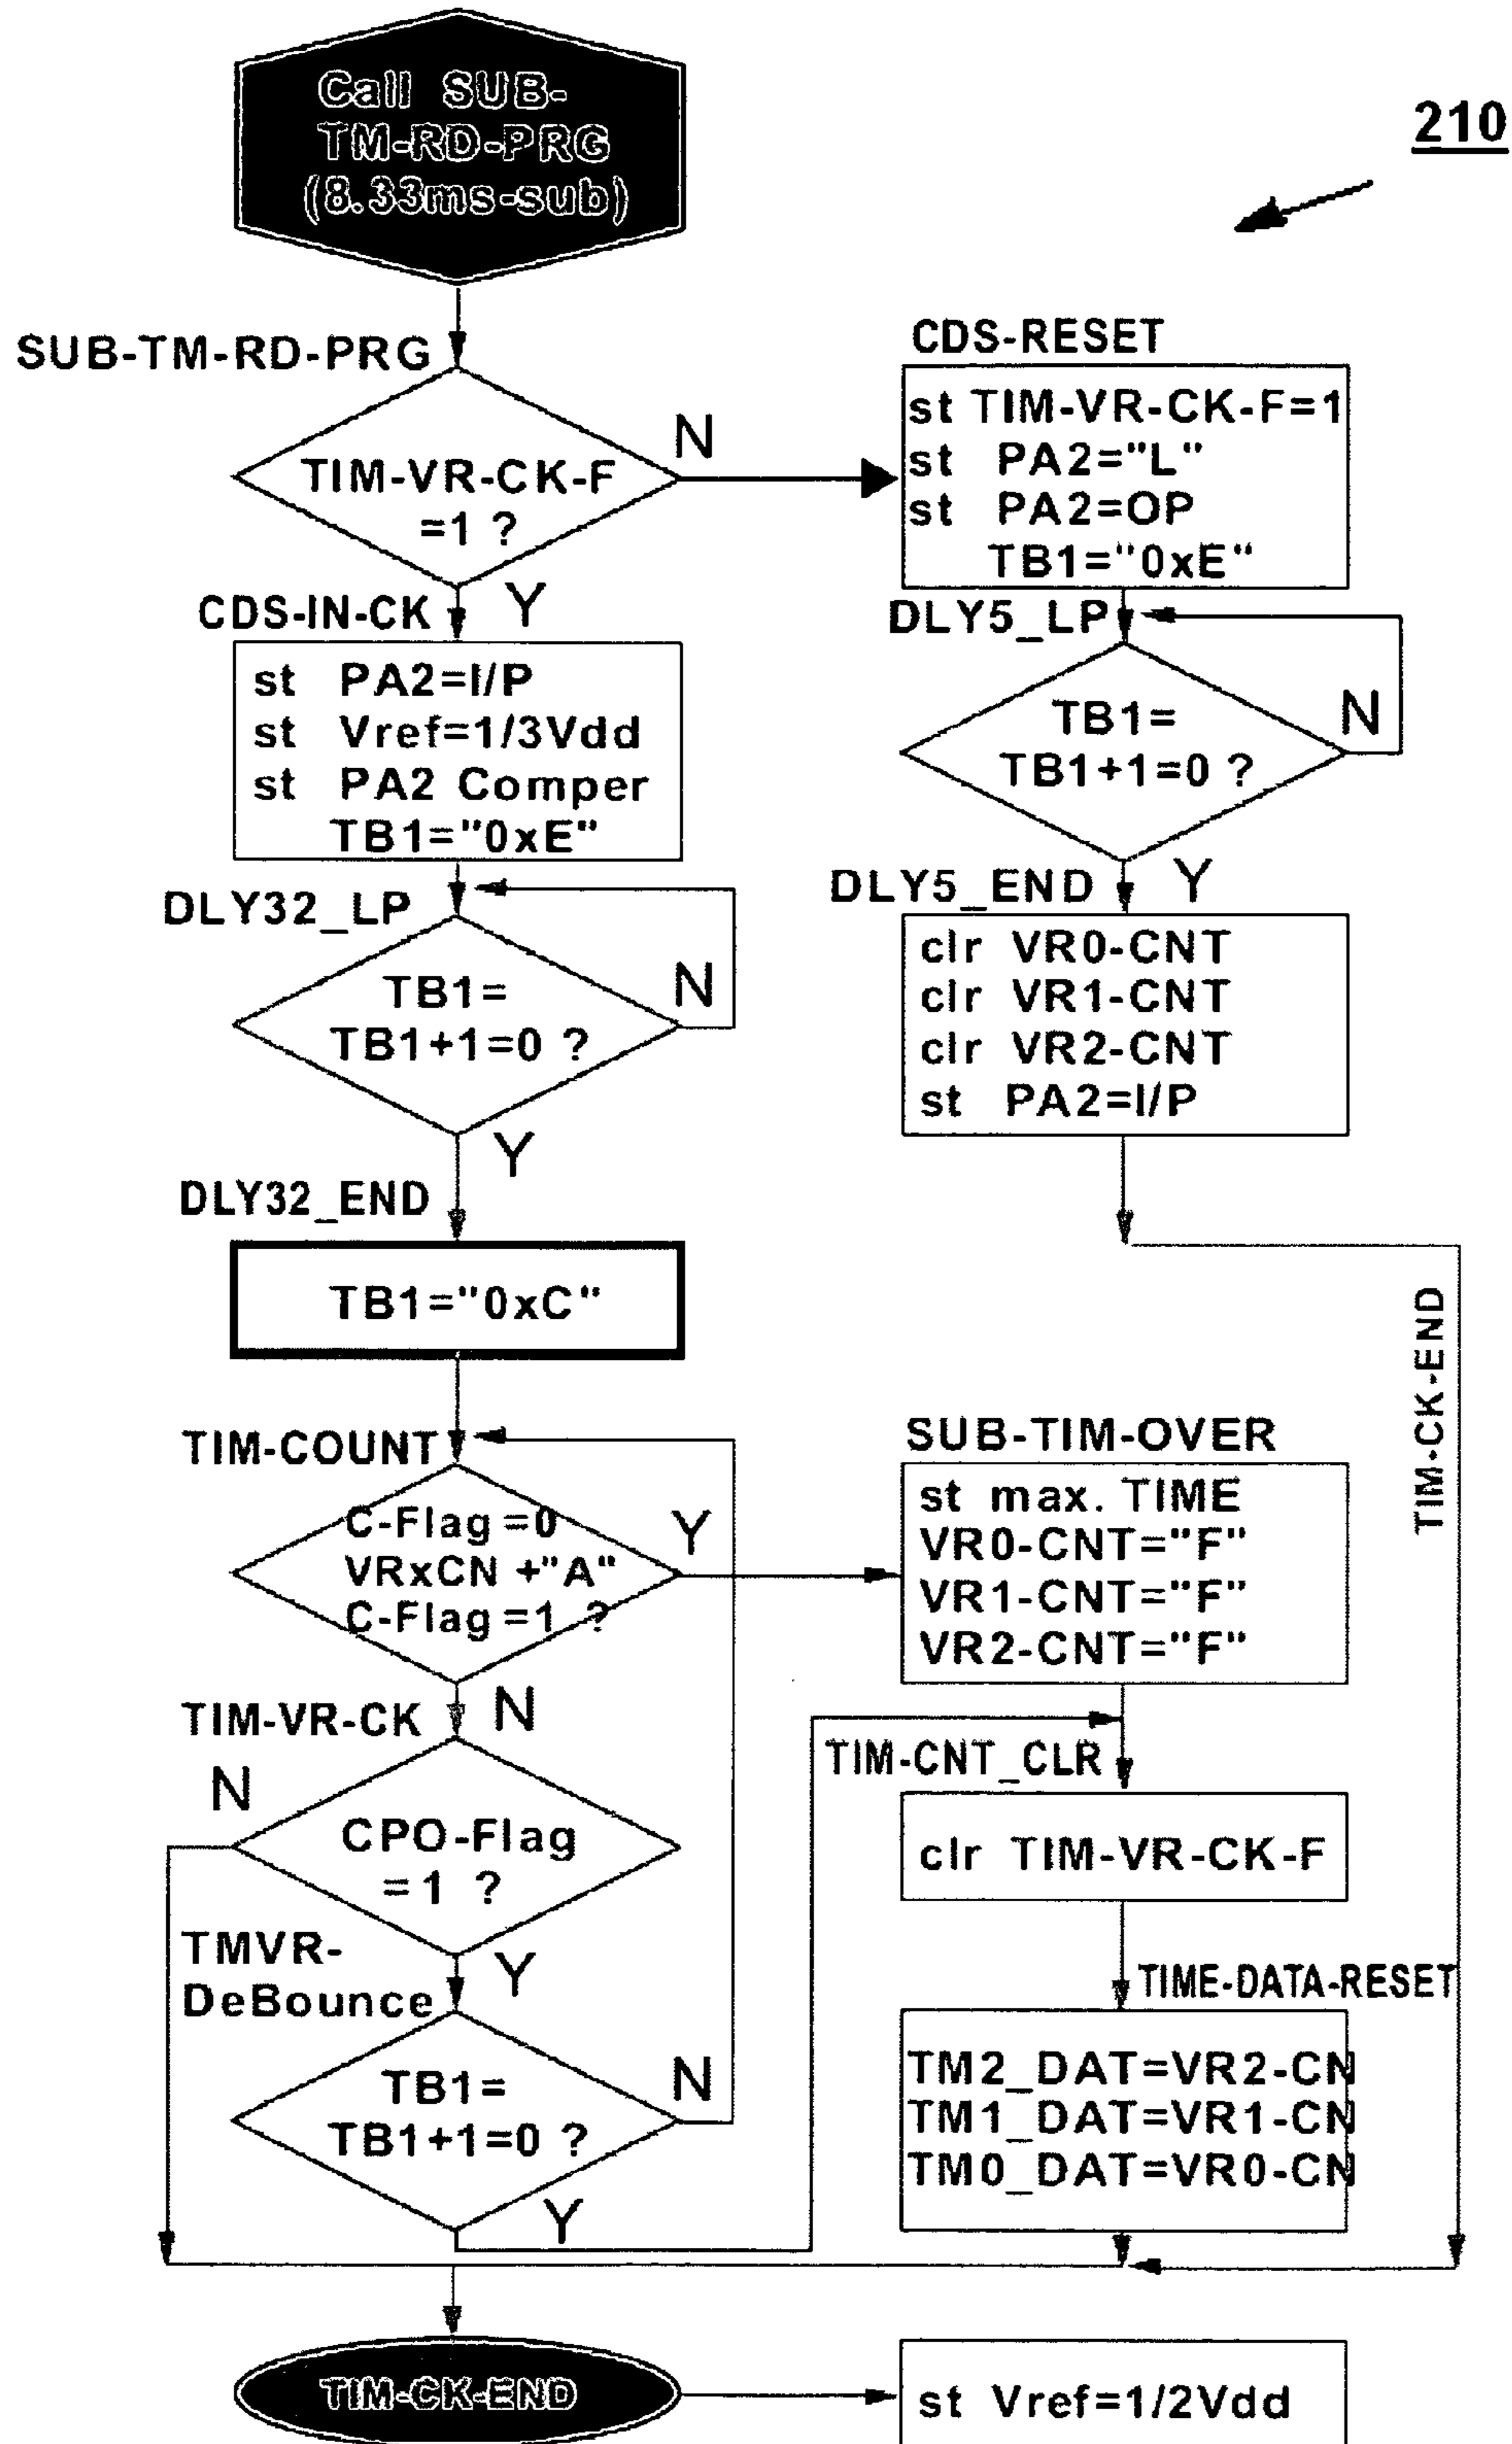 Call SUB-
TM-RD-PRG
(8.33ms-sub)
210
SUB-TM-RD-PRG
TIM-VR-CK-F
=1 ?
N
Y
CDS-RESET
st TIM-VR-CK-F=1
st PA2="L"
st PA2=OP
TB1="0xE"
DLY5_LP
TB1=
TB1+1=0 ?
N
Y
DLY5_END
clr VR0-CNT
clr VR1-CNT
clr VR2-CNT
st PA2=I/P
TIM-CK-END
CDS-IN-CK
st PA2=I/P
st Vref=1/3Vdd
st PA2 Comper
TB1="0xE"
DLY32_LP
TB1=
TB1+1=0 ?
N
Y
DLY32_END
TB1="0xC"
TIM-COUNT
C-Flag =0
VRxCN +"A"
C-Flag =1 ?
Y
N
SUB-TIM-OVER
st max. TIME
VR0-CNT="F"
VR1-CNT="F"
VR2-CNT="F"
TIM-VR-CK
N
CPO-Flag
=1 ?
Y
TMVR-
DeBounce
TB1=
TB1+1=0 ?
N
Y
TIM-CNT_CLR
clr TIM-VR-CK-F
TIME-DATA-RESET
TM2_DAT=VR2-CN
TM1_DAT=VR1-CN
TM0_DAT=VR0-CN
TIM-CK-END
st Vref=1/2Vdd